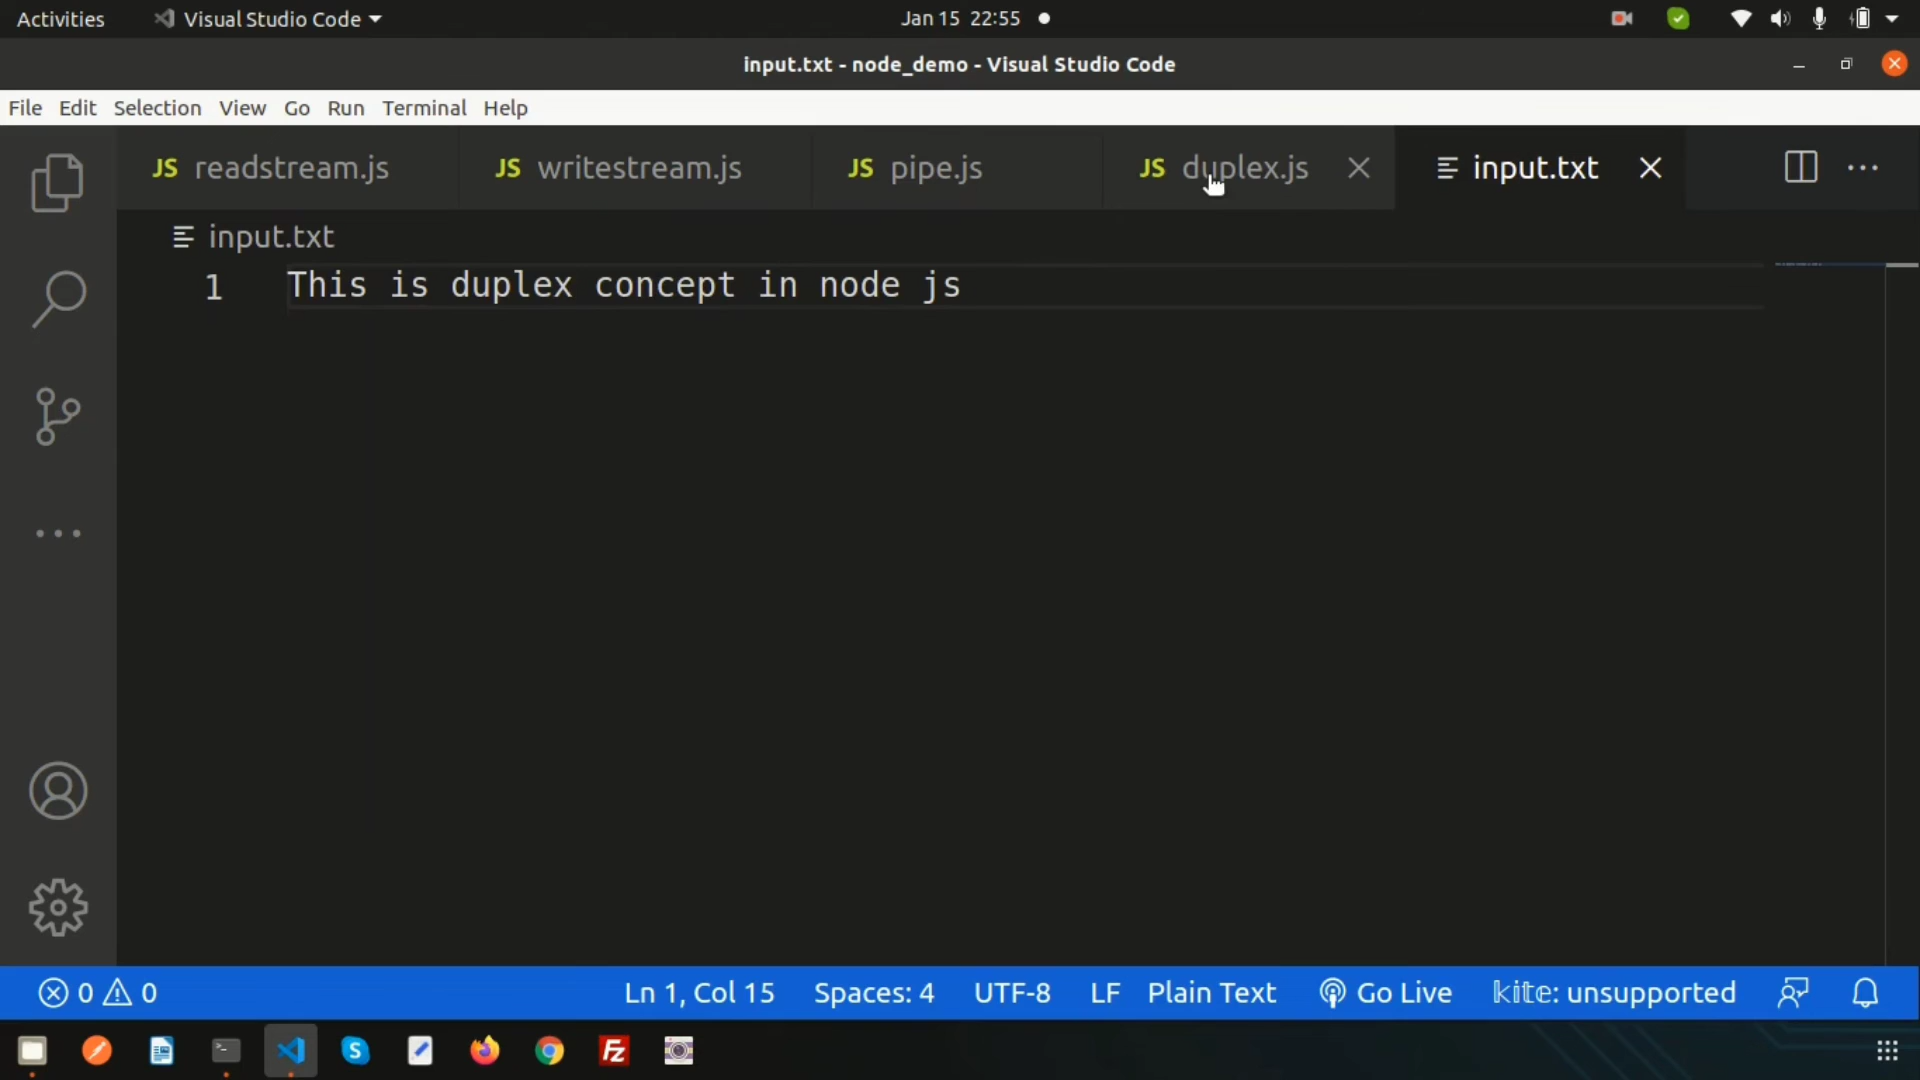 Activities Visual Studio Code Jan 15 22:55
input.txt - node_demo - Visual Studio Code
File Edit Selection View Go Run Terminal Help
JS readstream.js JS writestream.js JS pipe.js JS duplex.js input.txt
input.txt
1 This is duplex concept in node js
0 0 Ln 1, Col 15 Spaces: 4 UTF-8 LF Plain Text Go Live kite: unsupported
>_ S Fz